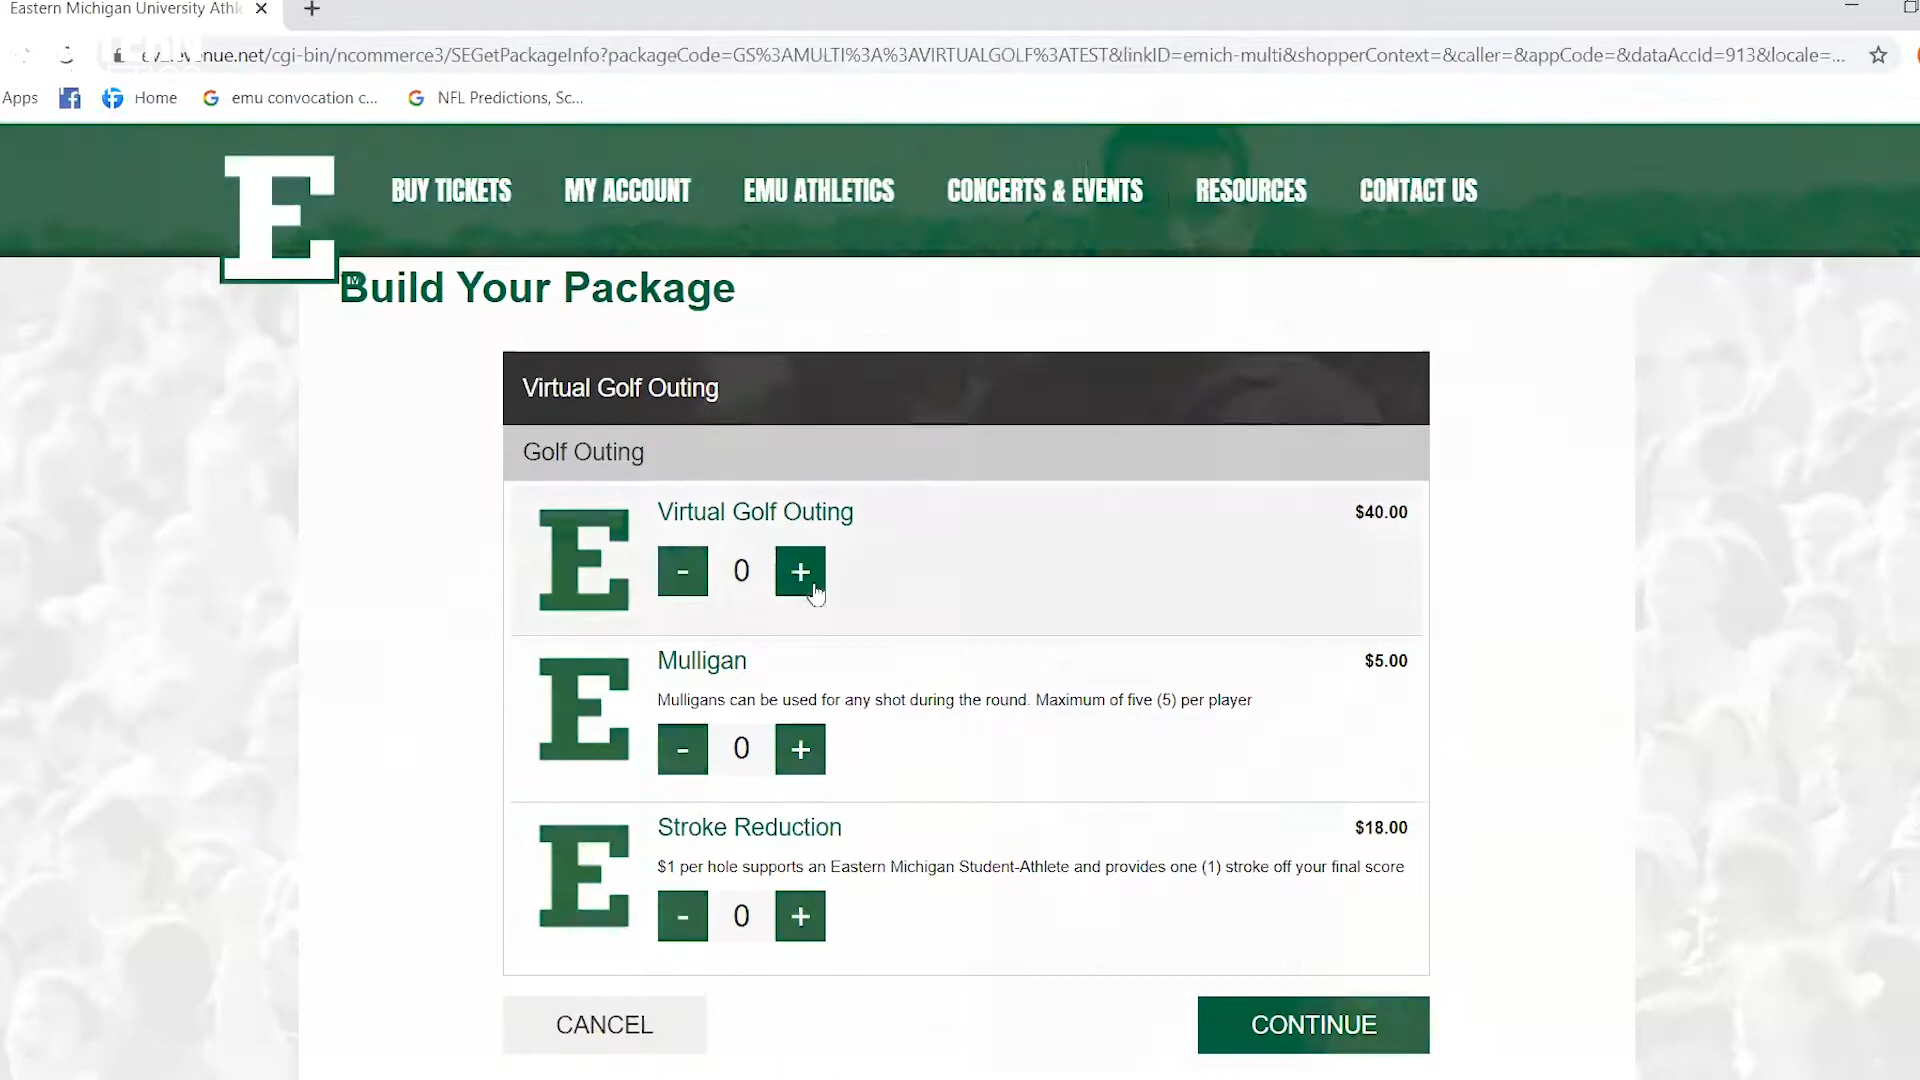 Eastern Michigan University Athl
nue.net/cgi-bin/ncommerce3/SEGetPackageInfo?packageCode=GS%3AMULTI%3A%3AVIRTUALGOLF%3ATEST&linkID=emich-multi&shopperContext=&caller=&appCode=&dataAccId=913&locale=...
Apps Home emu convocation c... NFL Predictions, Sc...
E BUY TICKETS MY ACCOUNT EMU ATHLETICS CONCERTS & EVENTS RESOURCES CONTACT US
Build Your Package
Virtual Golf Outing
Golf Outing
E Virtual Golf Outing $40.00
- 0 +
E Mulligan $5.00
Mulligans can be used for any shot during the round. Maximum of five (5) per player
- 0 +
E Stroke Reduction $18.00
$1 per hole supports an Eastern Michigan Student-Athlete and provides one (1) stroke off your final score
- 0 +
CANCEL CONTINUE